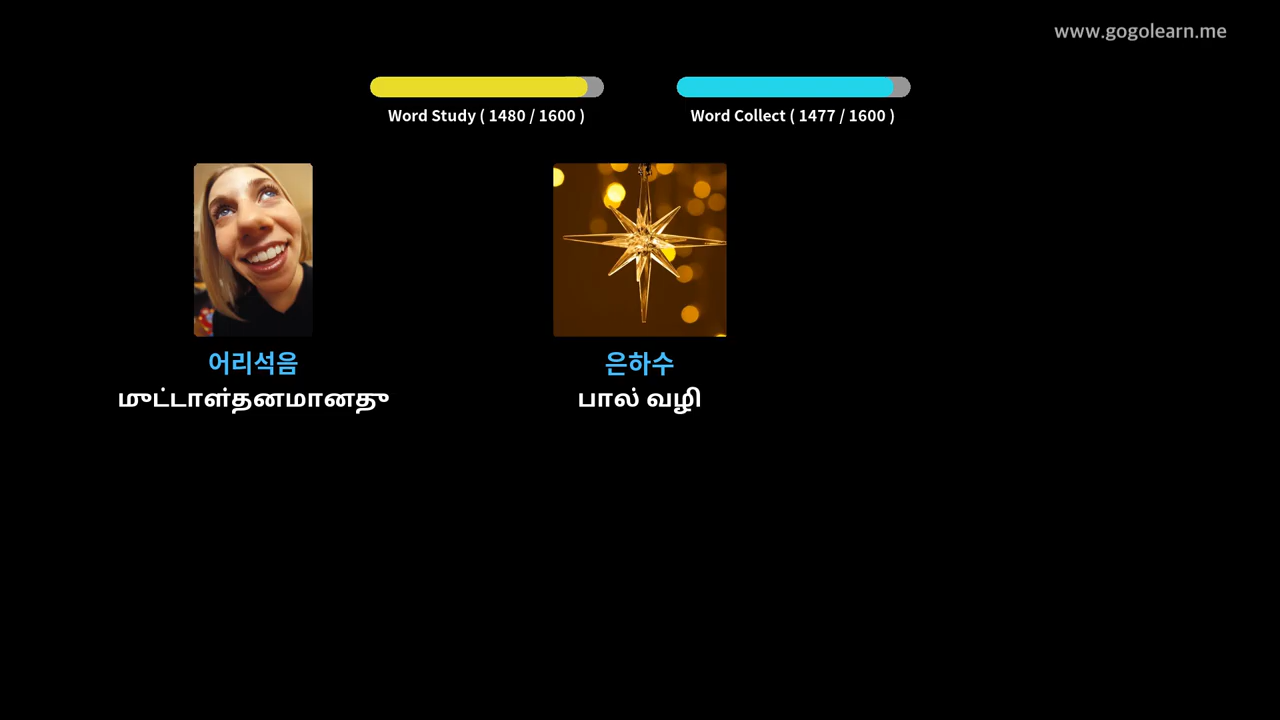 www.gogolearn.me
Word Study ( 1480 / 1600 )
Word Collect ( 1477 / 1600 )
어리석음
முட்டாள்தனமானது
은하수
பால் வழி